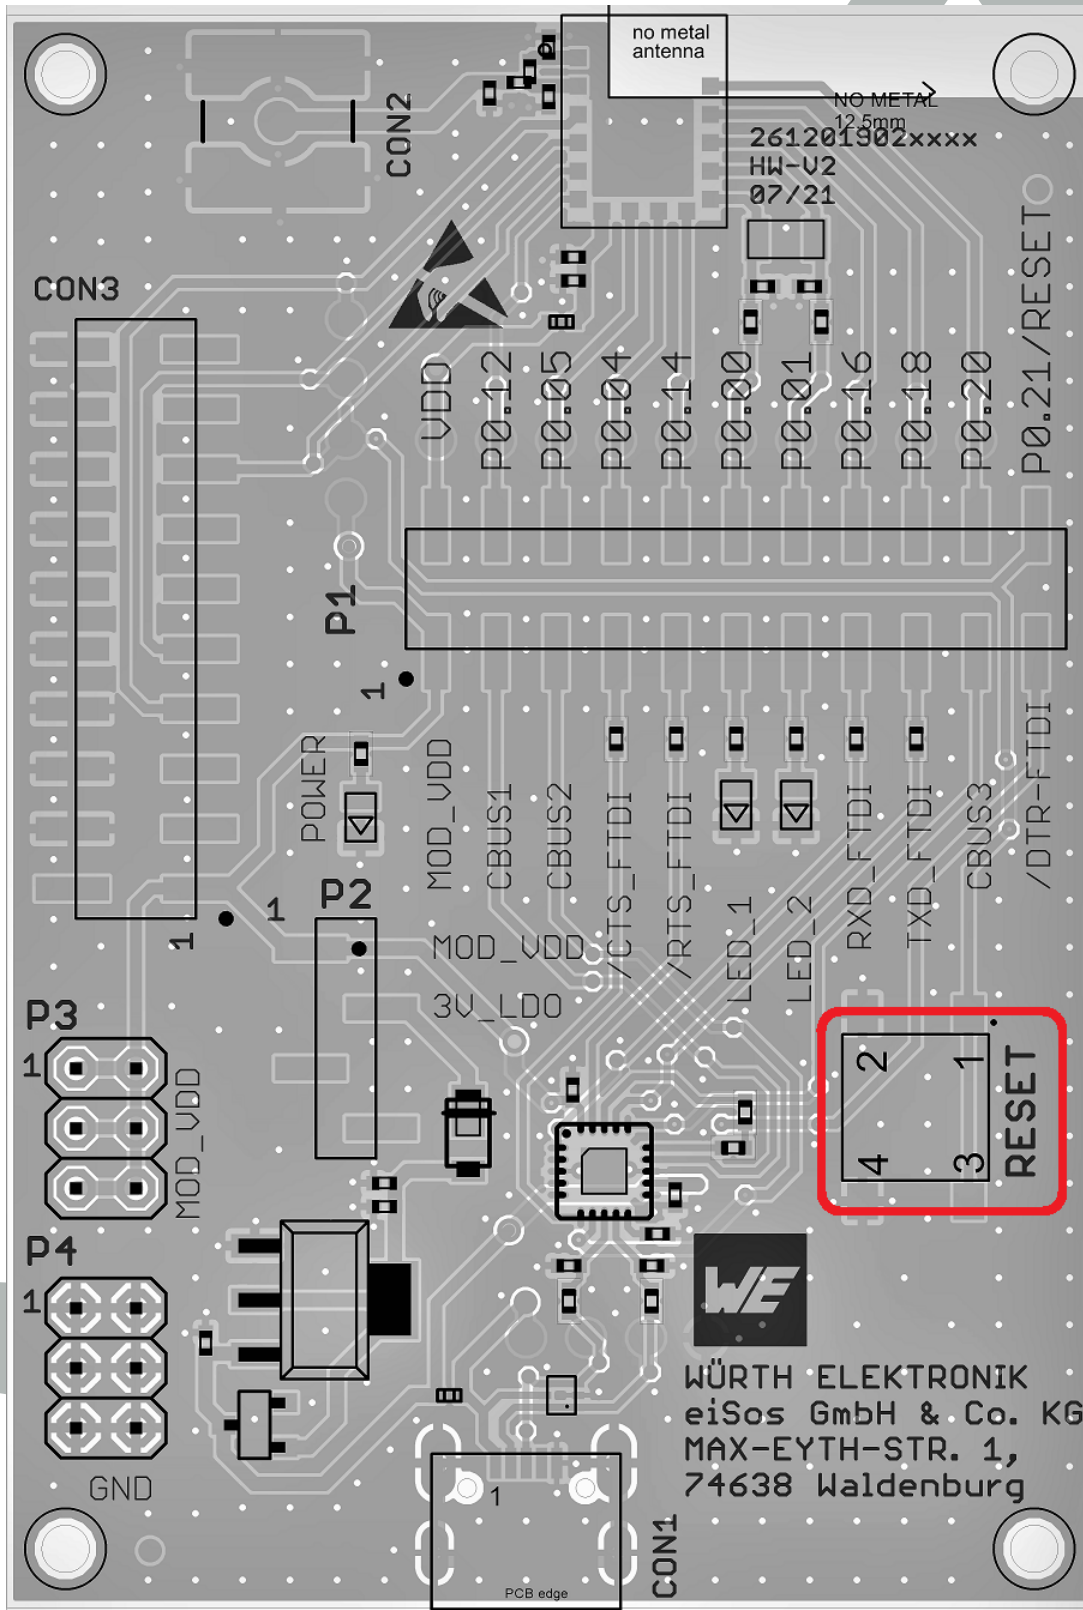 no metal
antenna
NO METAL
12.5mm
CON2
261201302xxxx
HW-V2
07/21
P0.21/RESET
CON3
VDD
P0.12
P0.05
P0.04
P0.14
P0.00
P0.01
P0.16
P0.18
P0.20
P1
1
POWER
MOD_VDD
CBUS1
CBUS2
/CTS_FTDI
/RTS_FTDI
LED_1
LED_2
RXD_FTDI
TXD_FTDI
CBUS3
/DTR-FTDI
P2
1
1
MOD_VDD
3V_LDO
P3
1
MOD_VDD
2
1
4
3
RESET
P4
1
GND
WE
WÜRTH ELEKTRONIK
eiSos GmbH & Co. KG
MAX-EYTH-STR. 1,
74638 Waldenburg
1
CON1
PCB edge